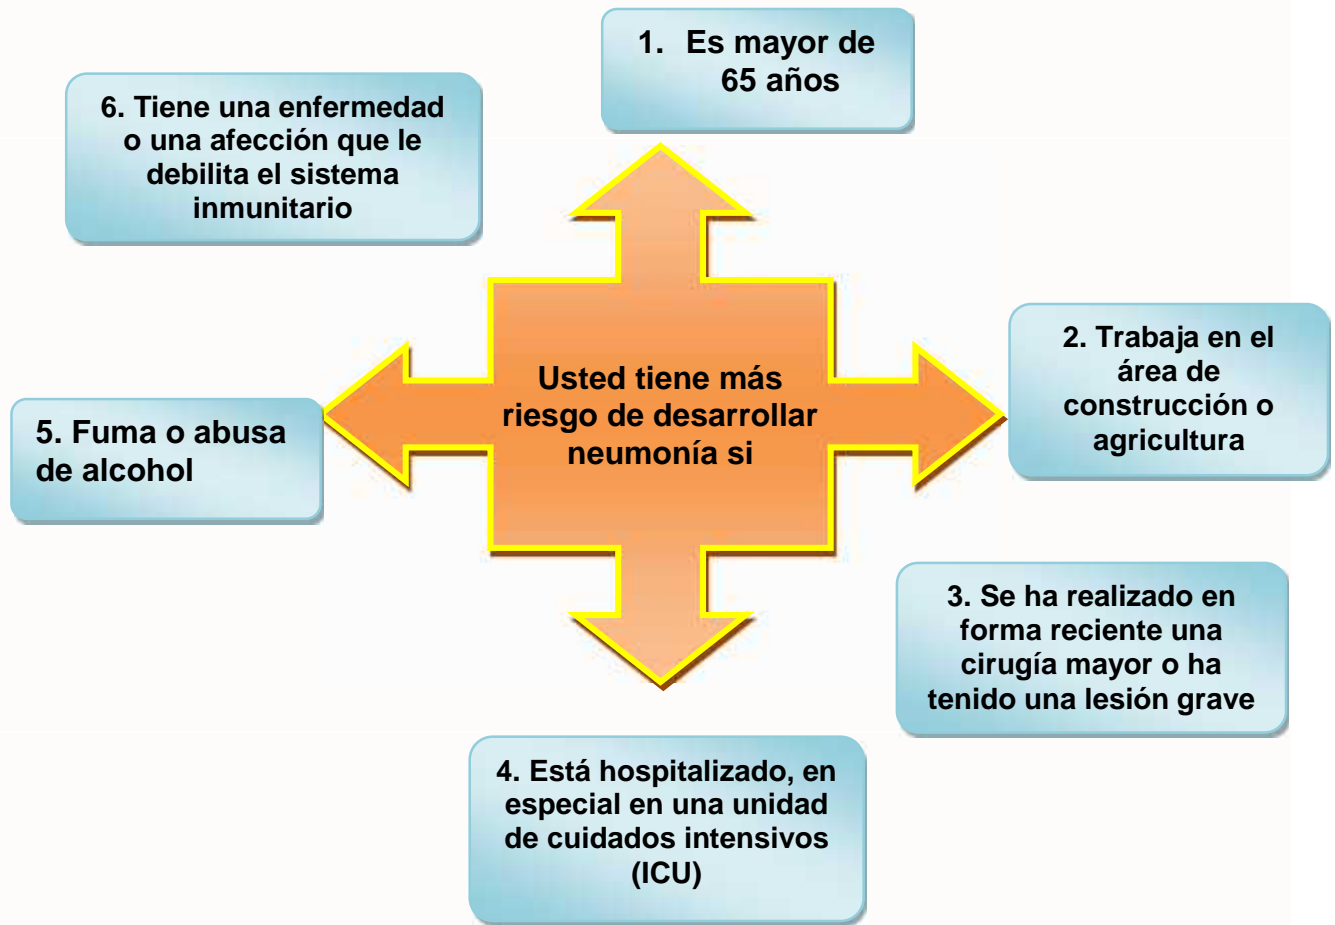 Usted tiene más
riesgo de desarrollar
neumonía si
1. Es mayor de
65 años
2. Trabaja en el
área de
construcción o
agricultura
3. Se ha realizado en
forma reciente una
cirugía mayor o ha
tenido una lesión grave
4. Está hospitalizado, en
especial en una unidad
de cuidados intensivos
(ICU)
5. Fuma o abusa
de alcohol
6. Tiene una enfermedad
o una afección que le
debilita el sistema
inmunitario